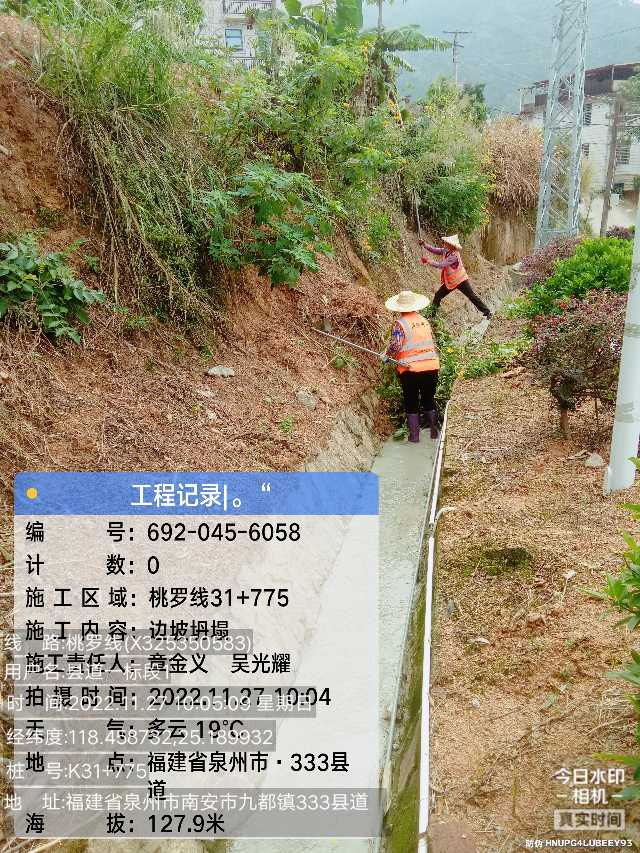 工程记录|。“
编号：692-045-6058
计数：0
施工区域：桃罗线31+775
施工内容：边坡坍塌
线 路:桃罗线(X325350583)
施工责任人：章金义 吴光耀
用户名:县道一标段1
拍摄时间：2022.11.27 10:04
时 间:2022.11.27 10:05:09 星期日
天气：多云 19℃
经纬度:118.458732,25.189932
地点：福建省泉州市·333县
道
桩 号:K31+775
地 址:福建省泉州市南安市九都镇333县道
海拔：127.9米
今日水印
相机
真实时间
防伪 HNUPG4LUBEEY93